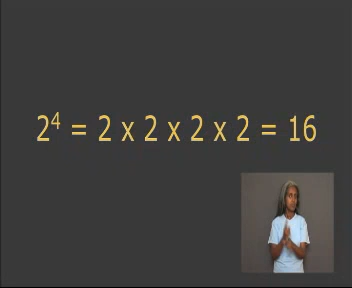 2⁴ = 2 x 2 x 2 x 2 = 16